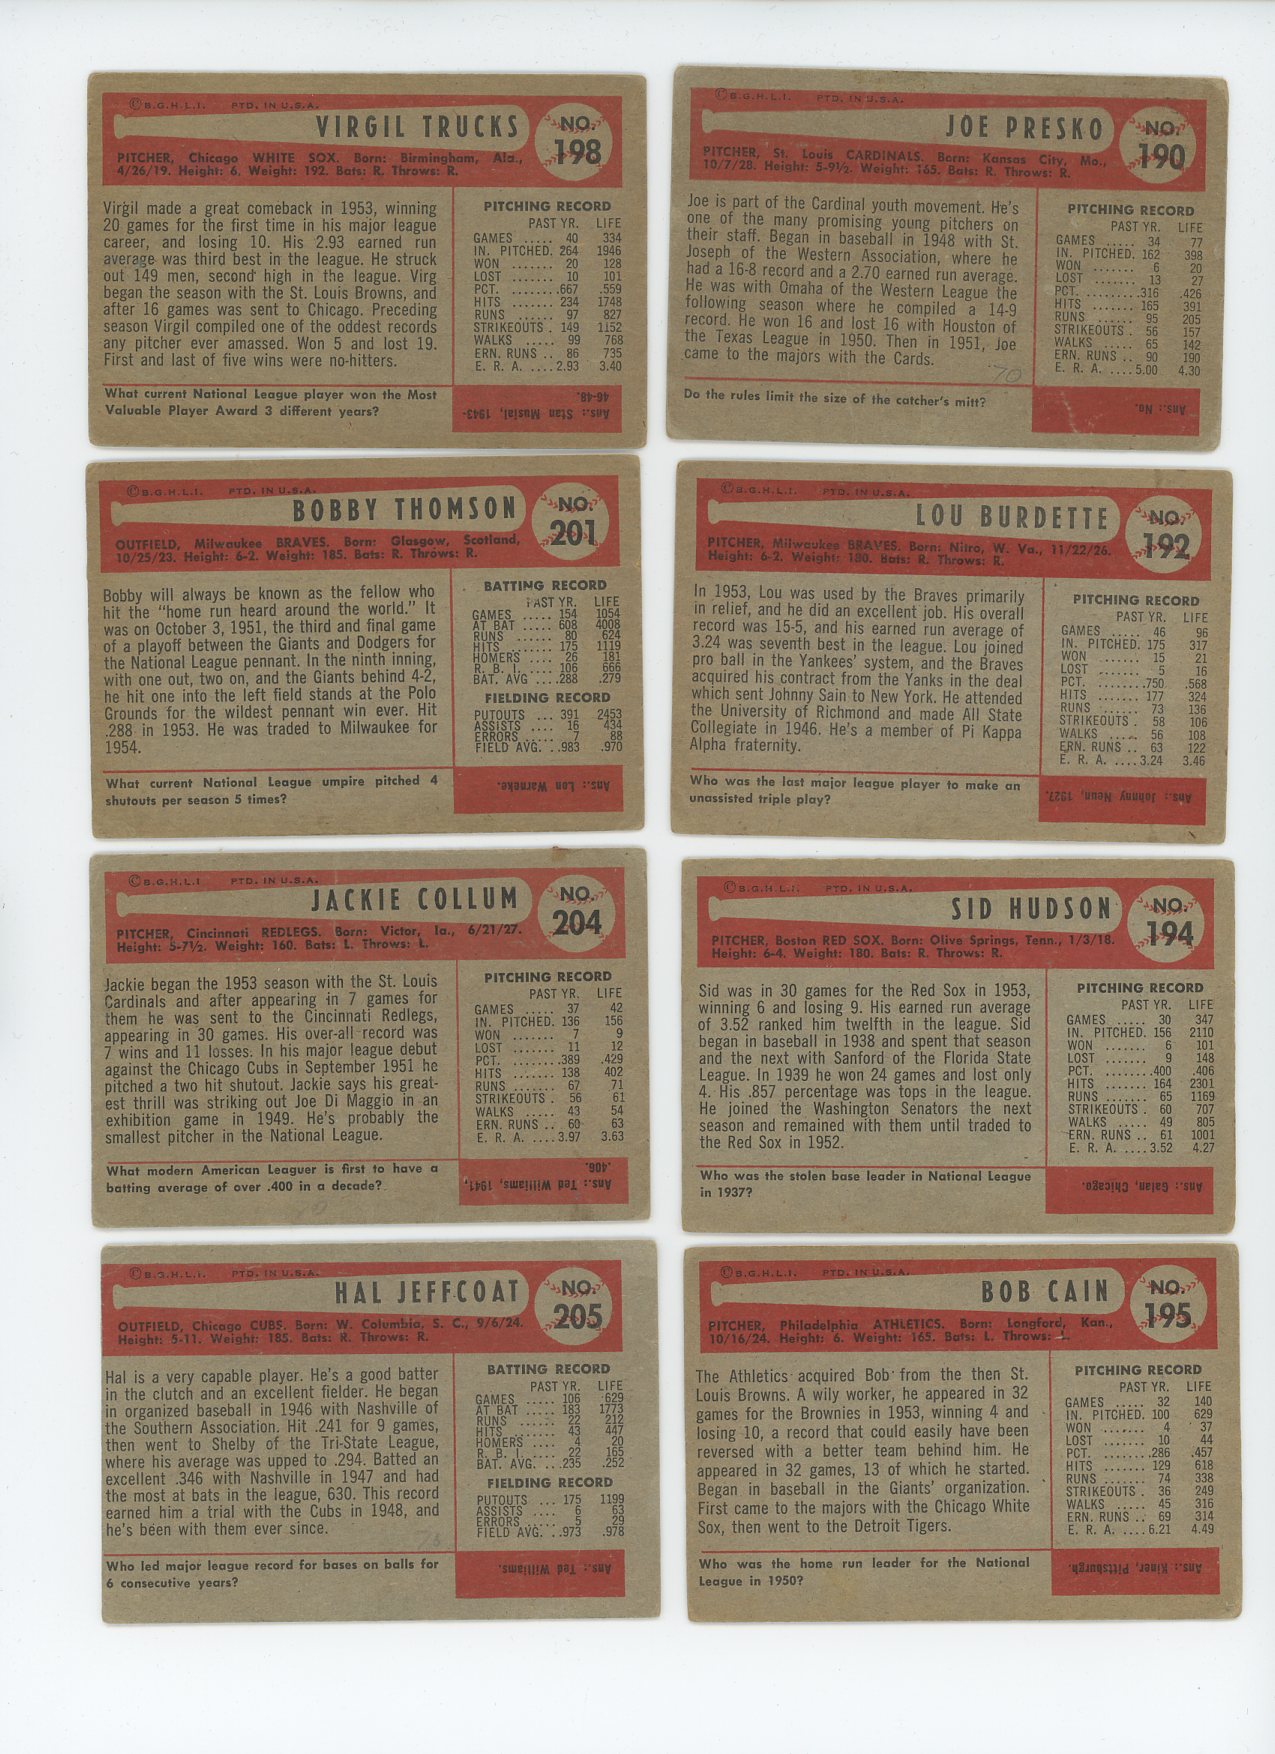 © B.G.H.L.I. PTD. IN U.S.A.
VIRGIL TRUCKS
NO. 198
PITCHER, Chicago WHITE SOX. Born: Birmingham, Ala.,
4/26/19. Height: 6. Weight: 192. Bats: R. Throws: R.
Virgil made a great comeback in 1953, winning
20 games for the first time in his major league
career, and losing 10. His 2.93 earned run
average was third best in the league. He struck
out 149 men, second high in the league. Virg
began the season with the St. Louis Browns, and
after 16 games was sent to Chicago. Preceding
season Virgil compiled one of the oddest records
any pitcher ever amassed. Won 5 and lost 19.
First and last of five wins were no-hitters.
PITCHING RECORD
PAST YR. LIFE
GAMES ..... 40 334
IN. PITCHED. 264 1946
WON ....... 20 128
LOST ....... 10 101
PCT. ........ .667 .559
HITS ....... 234 1748
RUNS ...... 97 827
STRIKEOUTS . 149 1152
WALKS ..... 99 768
ERN. RUNS .. 86 735
E. R. A. .... 2.93 3.40
What current National League player won the Most
Valuable Player Award 3 different years?
Ans.: Stan Musial, 1943-
46-48.
© B.G.H.L.I. PTD. IN U.S.A.
JOE PRESKO
NO. 190
PITCHER, St. Louis CARDINALS. Born: Kansas City, Mo.,
10/7/28. Height: 5-9½. Weight: 165. Bats: R. Throws: R.
Joe is part of the Cardinal youth movement. He's
one of the many promising young pitchers on
their staff. Began in baseball in 1948 with St.
Joseph of the Western Association, where he
had a 16-8 record and a 2.70 earned run average.
He was with Omaha of the Western League the
following season where he compiled a 14-9
record. He won 16 and lost 16 with Houston of
the Texas League in 1950. Then in 1951, Joe
came to the majors with the Cards.
70
PITCHING RECORD
PAST YR. LIFE
GAMES ..... 34 77
IN. PITCHED. 162 398
WON ....... 6 20
LOST ....... 13 27
PCT. ........ .316 .426
HITS ....... 165 391
RUNS ...... 95 205
STRIKEOUTS . 56 157
WALKS ..... 65 142
ERN. RUNS .. 90 190
E. R. A. .... 5.00 4.30
Do the rules limit the size of the catcher's mitt?
Ans.: No.
© B.G.H.L.I. PTD. IN U.S.A.
BOBBY THOMSON
NO. 201
OUTFIELD, Milwaukee BRAVES. Born: Glasgow, Scotland,
10/25/23. Height: 6-2. Weight: 185. Bats: R. Throws: R.
Bobby will always be known as the fellow who
hit the "home run heard around the world." It
was on October 3, 1951, the third and final game
of a playoff between the Giants and Dodgers for
the National League pennant. In the ninth inning,
with one out, two on, and the Giants behind 4-2,
he hit one into the left field stands at the Polo
Grounds for the wildest pennant win ever. Hit
.288 in 1953. He was traded to Milwaukee for
1954.
BATTING RECORD
PAST YR. LIFE
GAMES ..... 154 1054
AT BAT ..... 608 4008
RUNS ...... 80 624
HITS ....... 175 1119
HOMERS .... 26 181
R. B. I. .... 106 666
BAT. AVG .... .288 .279
FIELDING RECORD
PUTOUTS ... 391 2453
ASSISTS .... 16 434
ERRORS ..... 7 88
FIELD AVG. .. .983 .970
What current National League umpire pitched 4
shutouts per season 5 times?
Ans.: Lon Warneke.
© B.G.H.L.I. PTD. IN U.S.A.
LOU BURDETTE
NO. 192
PITCHER, Milwaukee BRAVES. Born: Nitro, W. Va., 11/22/26.
Height: 6-2. Weight: 180. Bats: R. Throws: R.
In 1953, Lou was used by the Braves primarily
in relief, and he did an excellent job. His overall
record was 15-5, and his earned run average of
3.24 was seventh best in the league. Lou joined
pro ball in the Yankees' system, and the Braves
acquired his contract from the Yanks in the deal
which sent Johnny Sain to New York. He attended
the University of Richmond and made All State
Collegiate in 1946. He's a member of Pi Kappa
Alpha fraternity.
PITCHING RECORD
PAST YR. LIFE
GAMES ..... 46 96
IN. PITCHED. 175 317
WON ....... 15 21
LOST ....... 5 16
PCT. ........ .750 .568
HITS ....... 177 324
RUNS ...... 73 136
STRIKEOUTS . 58 106
WALKS ..... 56 108
ERN. RUNS .. 63 122
E. R. A. .... 3.24 3.46
Who was the last major league player to make an
unassisted triple play?
Ans.: Johnny Neun, 1927.
© B.G.H.L.I PTD. IN U.S.A.
JACKIE COLLUM
NO. 204
PITCHER, Cincinnati REDLEGS. Born: Victor, Ia., 6/21/27.
Height: 5-7½. Weight: 160. Bats: L. Throws: L.
Jackie began the 1953 season with the St. Louis
Cardinals and after appearing in 7 games for
them he was sent to the Cincinnati Redlegs,
appearing in 30 games. His over-all record was
7 wins and 11 losses. In his major league debut
against the Chicago Cubs in September 1951 he
pitched a two hit shutout. Jackie says his great-
est thrill was striking out Joe Di Maggio in an
exhibition game in 1949. He's probably the
smallest pitcher in the National League.
PITCHING RECORD
PAST YR. LIFE
GAMES ..... 37 42
IN. PITCHED. 136 156
WON ....... 7 9
LOST ....... 11 12
PCT. ........ .389 .429
HITS ....... 138 402
RUNS ...... 67 71
STRIKEOUTS . 56 61
WALKS ..... 43 54
ERN. RUNS .. 60 63
E. R. A. .... 3.97 3.63
What modern American Leaguer is first to have a
batting average of over .400 in a decade?
Ans.: Ted Williams, 1941,
.406.
© B.G.H.L.I. PTD. IN U.S.A.
SID HUDSON
NO. 194
PITCHER, Boston RED SOX. Born: Olive Springs, Tenn., 1/3/18.
Height: 6-4. Weight: 180. Bats: R. Throws: R.
Sid was in 30 games for the Red Sox in 1953,
winning 6 and losing 9. His earned run average
of 3.52 ranked him twelfth in the league. Sid
began in baseball in 1938 and spent that season
and the next with Sanford of the Florida State
League. In 1939 he won 24 games and lost only
4. His .857 percentage was tops in the league.
He joined the Washington Senators the next
season and remained with them until traded to
the Red Sox in 1952.
PITCHING RECORD
PAST YR. LIFE
GAMES ..... 30 347
IN. PITCHED. 156 2110
WON ....... 6 101
LOST ....... 9 148
PCT. ........ .400 .406
HITS ....... 164 2301
RUNS ...... 65 1169
STRIKEOUTS . 60 707
WALKS ..... 49 805
ERN. RUNS .. 61 1001
E. R. A. .... 3.52 4.27
Who was the stolen base leader in National League
in 1937?
Ans.: Galan, Chicago.
© B.G.H.L.I. PTD. IN U.S.A.
HAL JEFFCOAT
NO. 205
OUTFIELD, Chicago CUBS. Born: W. Columbia, S. C., 9/6/24.
Height: 5-11. Weight: 185. Bats: R. Throws: R.
Hal is a very capable player. He's a good batter
in the clutch and an excellent fielder. He began
in organized baseball in 1946 with Nashville of
the Southern Association. Hit .241 for 9 games,
then went to Shelby of the Tri-State League,
where his average was upped to .294. Batted an
excellent .346 with Nashville in 1947 and had
the most at bats in the league, 630. This record
earned him a trial with the Cubs in 1948, and
he's been with them ever since.
BATTING RECORD
PAST YR. LIFE
GAMES ..... 106 629
AT BAT ..... 183 1773
RUNS ...... 22 212
HITS ....... 43 447
HOMERS .... 4 20
R. B. I. .... 22 165
BAT. AVG. ... .235 .252
FIELDING RECORD
PUTOUTS ... 175 1199
ASSISTS .... 6 63
ERRORS ..... 5 29
FIELD AVG. .. .973 .978
Who led major league record for bases on balls for
6 consecutive years?
Ans.: Ted Williams.
© B.G.H.L.I. PTD. IN U.S.A.
BOB CAIN
NO. 195
PITCHER, Philadelphia ATHLETICS. Born: Longford, Kan.,
10/16/24. Height: 6. Weight: 165. Bats: L. Throws: L.
The Athletics acquired Bob from the then St.
Louis Browns. A wily worker, he appeared in 32
games for the Brownies in 1953, winning 4 and
losing 10, a record that could easily have been
reversed with a better team behind him. He
appeared in 32 games, 13 of which he started.
Began in baseball in the Giants' organization.
First came to the majors with the Chicago White
Sox, then went to the Detroit Tigers.
PITCHING RECORD
PAST YR. LIFE
GAMES ..... 32 140
IN. PITCHED. 100 629
WON ....... 4 37
LOST ....... 10 44
PCT. ........ .286 .457
HITS ....... 129 618
RUNS ...... 74 338
STRIKEOUTS . 36 249
WALKS ..... 45 316
ERN. RUNS .. 69 314
E. R. A. .... 6.21 4.49
Who was the home run leader for the National
League in 1950?
Ans.: Kiner, Pittsburgh.